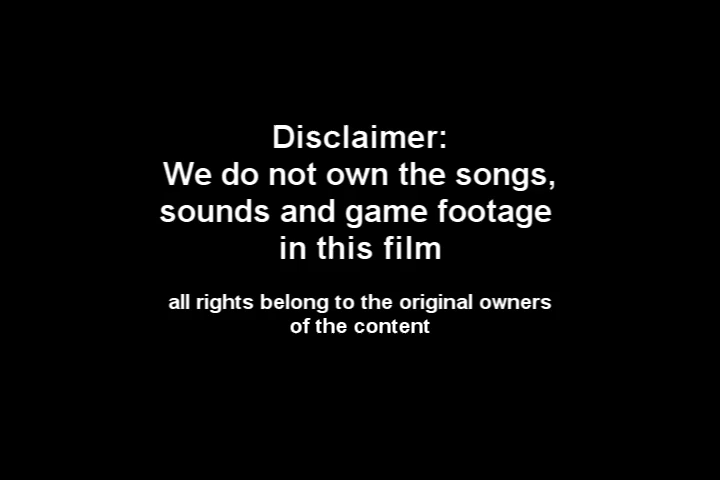 Disclaimer:
We do not own the songs,
sounds and game footage
in this film
all rights belong to the original owners
of the content